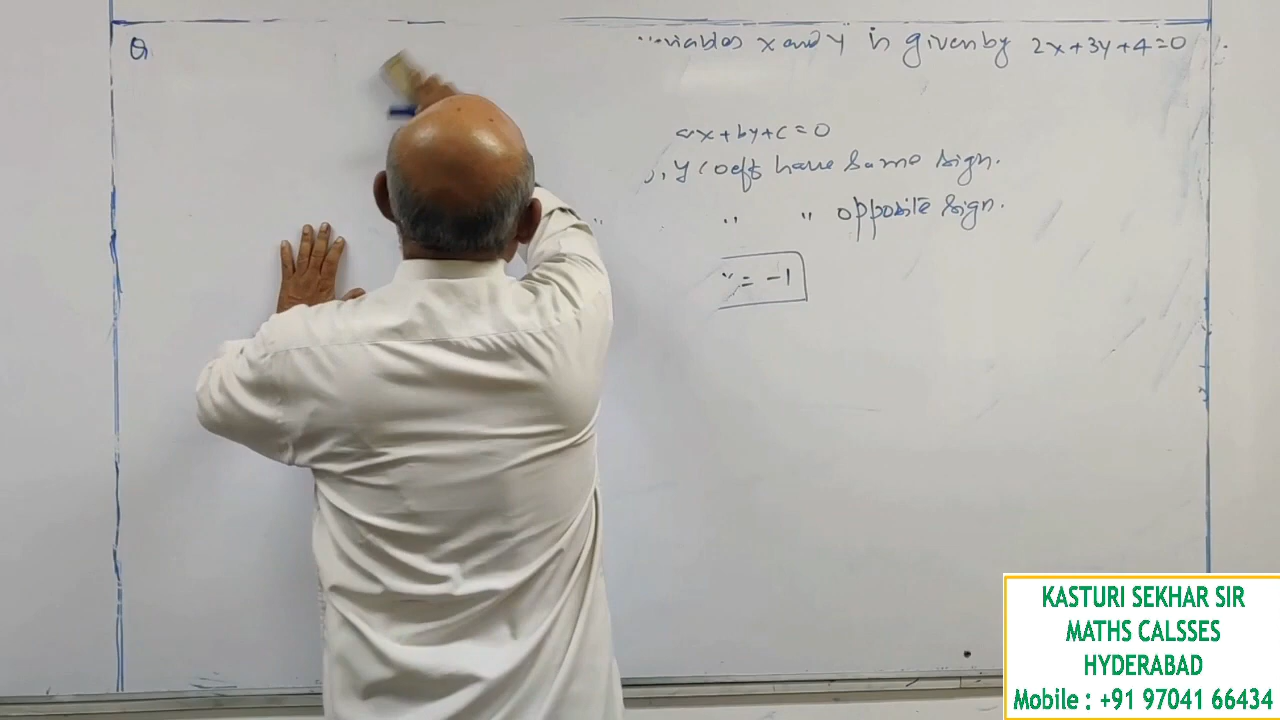 Q variables x and y is given by 2x+3y+4=0
ax+by+c=0
y coefts have same sign.
" " " opposite sign.
r = -1
KASTURI SEKHAR SIR
MATHS CALSSES
HYDERABAD
Mobile : +91 97041 66434